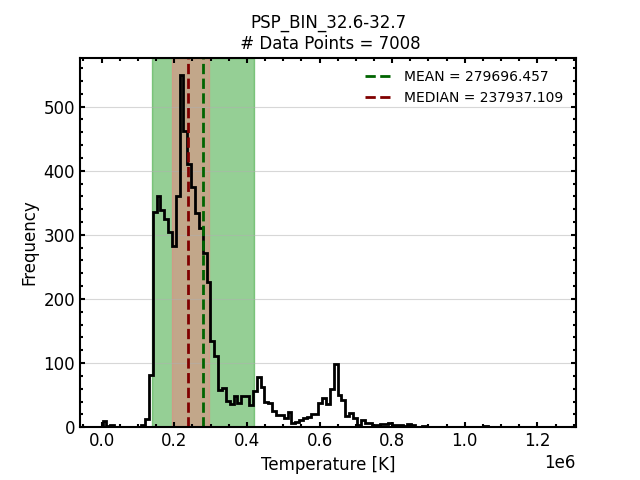 PSP_BIN_32.6-32.7
# Data Points = 7008
MEAN = 279696.457
MEDIAN = 237937.109
Frequency
500
400
300
200
100
0
0.0 0.2 0.4 0.6 0.8 1.0 1.2
1e6
Temperature [K]